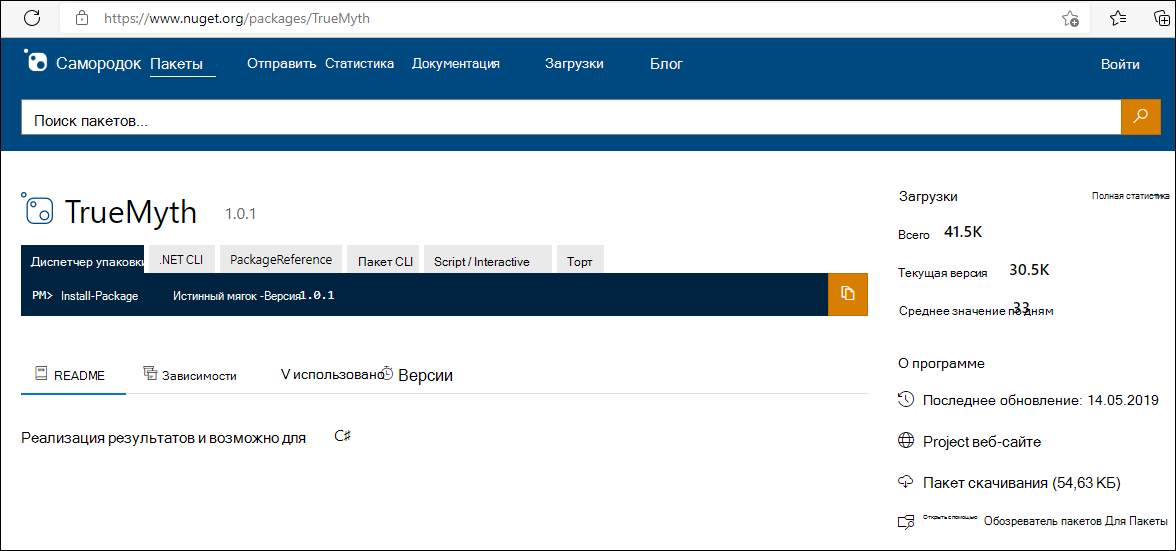 https://www.nuget.org/packages/TrueMyth
Самородок Пакеты Отправить Статистика Документация Загрузки Блог Войти
Поиск пакетов...
TrueMyth 1.0.1
Диспетчер упаковки .NET CLI PackageReference Пакет CLI Script / Interactive Торт
PM> Install-Package Истинный мягок -Версия1.0.1
README Зависимости V использовано Версии
Реализация результатов и возможно для C♯
Загрузки Полная статистика
Всего 41.5K
Текущая версия 30.5K
Среднее значение по дням 33
О программе
Последнее обновление: 14.05.2019
Project веб-сайте
Пакет скачивания (54,63 КБ)
Открыть с помощью Обозреватель пакетов Для Пакеты